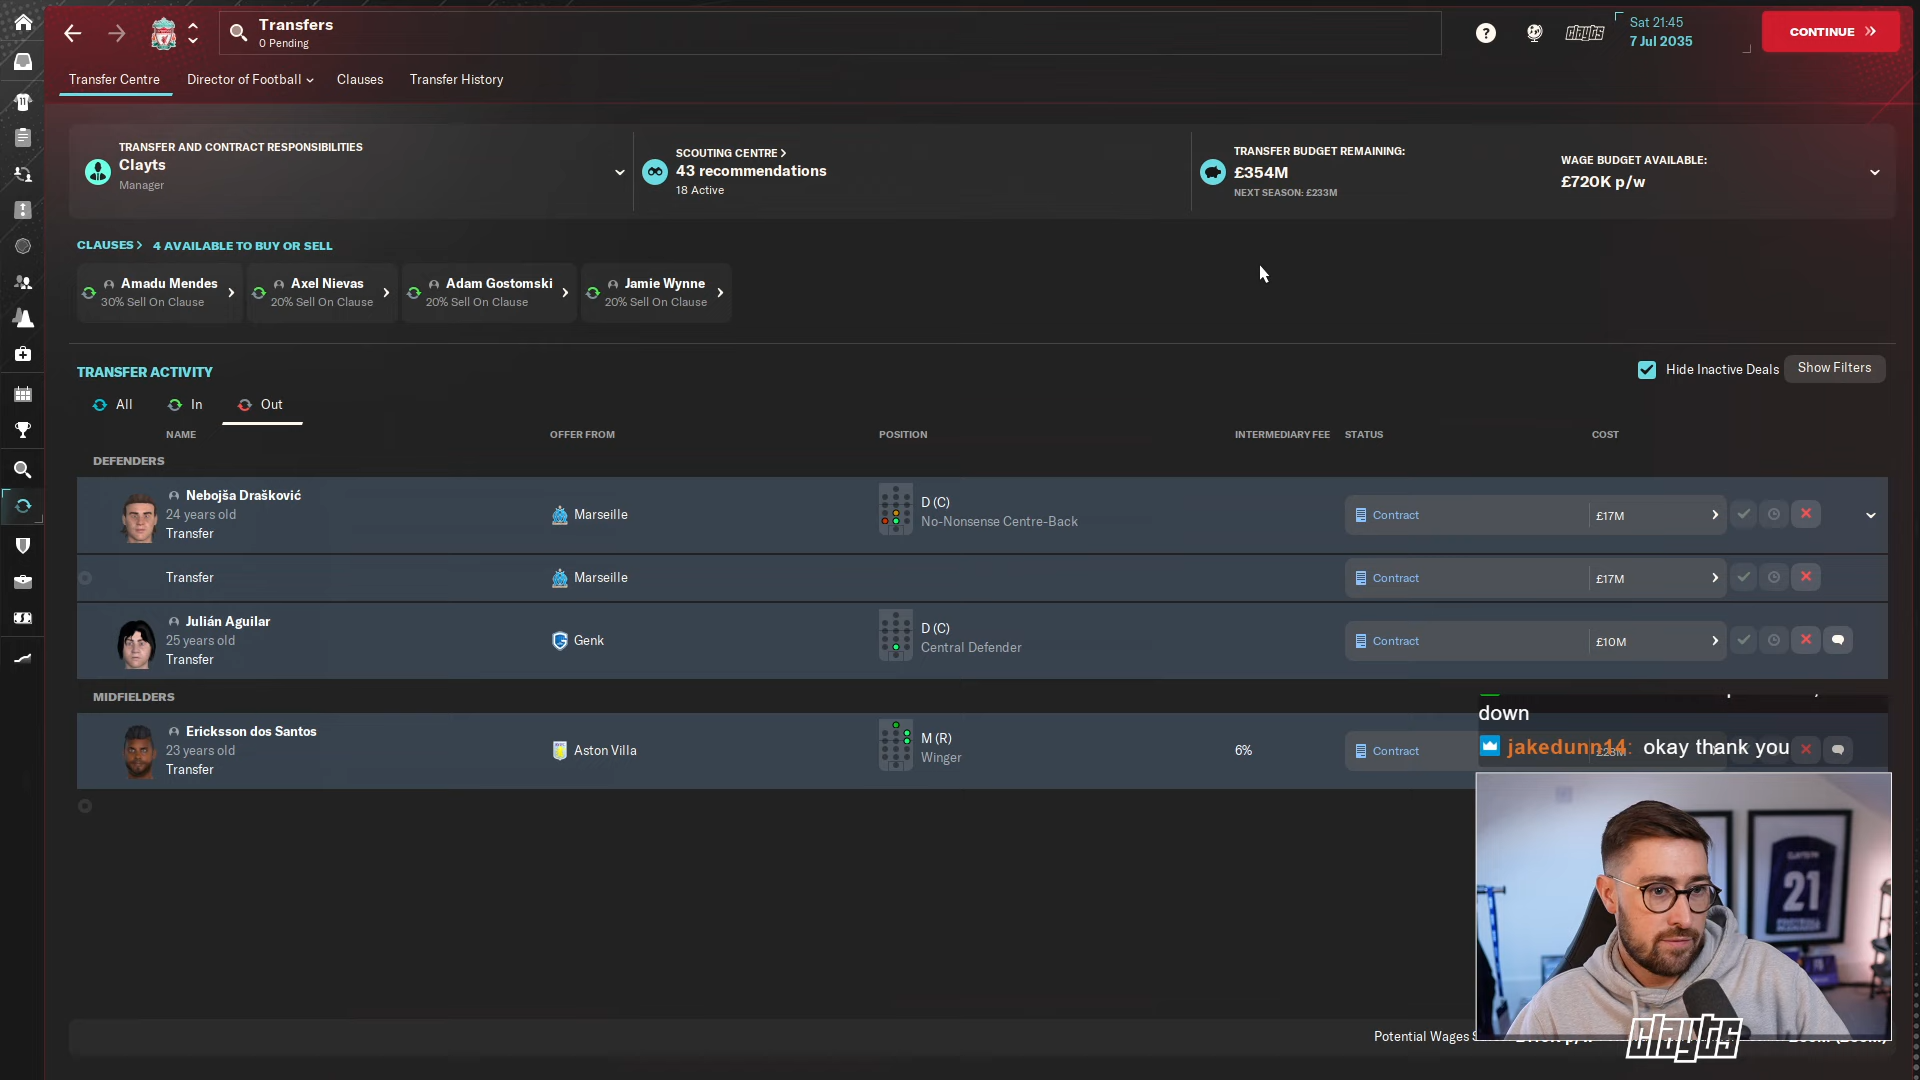 Transfers
0 Pending
?
clayts
Sat 21:45
7 Jul 2035
CONTINUE
Transfer Centre
Director of Football
Clauses
Transfer History
TRANSFER AND CONTRACT RESPONSIBILITIES
Clayts
Manager
SCOUTING CENTRE >
43 recommendations
18 Active
TRANSFER BUDGET REMAINING:
£354M
NEXT SEASON: £233M
WAGE BUDGET AVAILABLE:
£720K p/w
CLAUSES > 4 AVAILABLE TO BUY OR SELL
Amadu Mendes
30% Sell On Clause
Axel Nievas
20% Sell On Clause
Adam Gostomski
20% Sell On Clause
Jamie Wynne
20% Sell On Clause
TRANSFER ACTIVITY
Hide Inactive Deals
Show Filters
All
In
Out
NAME
OFFER FROM
POSITION
INTERMEDIARY FEE
STATUS
COST
DEFENDERS
Nebojša Drašković
24 years old
Transfer
Marseille
D (C)
No-Nonsense Centre-Back
Contract
£17M
Transfer
Marseille
Contract
£17M
Julián Aguilar
25 years old
Transfer
Genk
D (C)
Central Defender
Contract
£10M
MIDFIELDERS
Ericksson dos Santos
23 years old
Transfer
Aston Villa
M (R)
Winger
6%
Contract
down
jakedunn14: okay thank you
21
Potential Wages
clayts